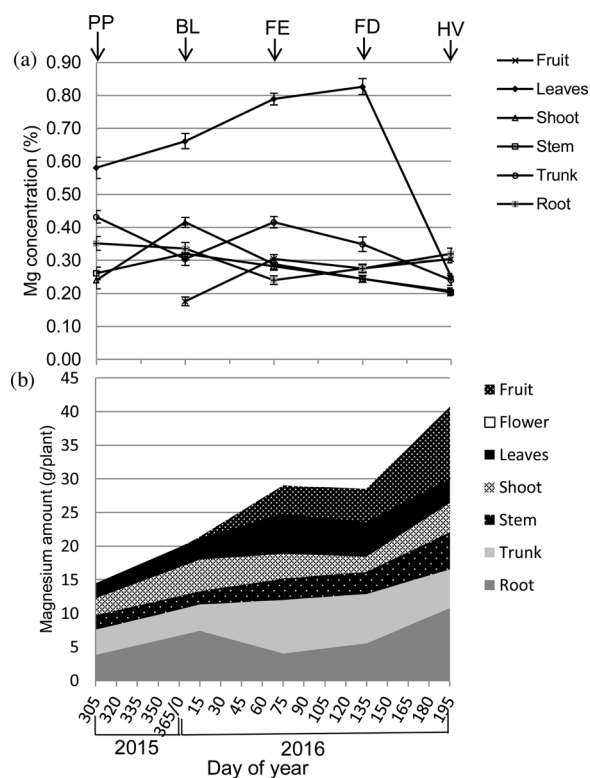 PP BL FE FD HV
(a)
Mg concentration (%)
0.90
0.80
0.70
0.60
0.50
0.40
0.30
0.20
0.10
0.00
Fruit
Leaves
Shoot
Stem
Trunk
Root
(b)
Magnesium amount (g/plant)
45
40
35
30
25
20
15
10
5
0
Fruit
Flower
Leaves
Shoot
Stem
Trunk
Root
305 320 335 350 365/0 15 30 45 60 75 90 105 120 135 150 165 180 195
2015 2016
Day of year